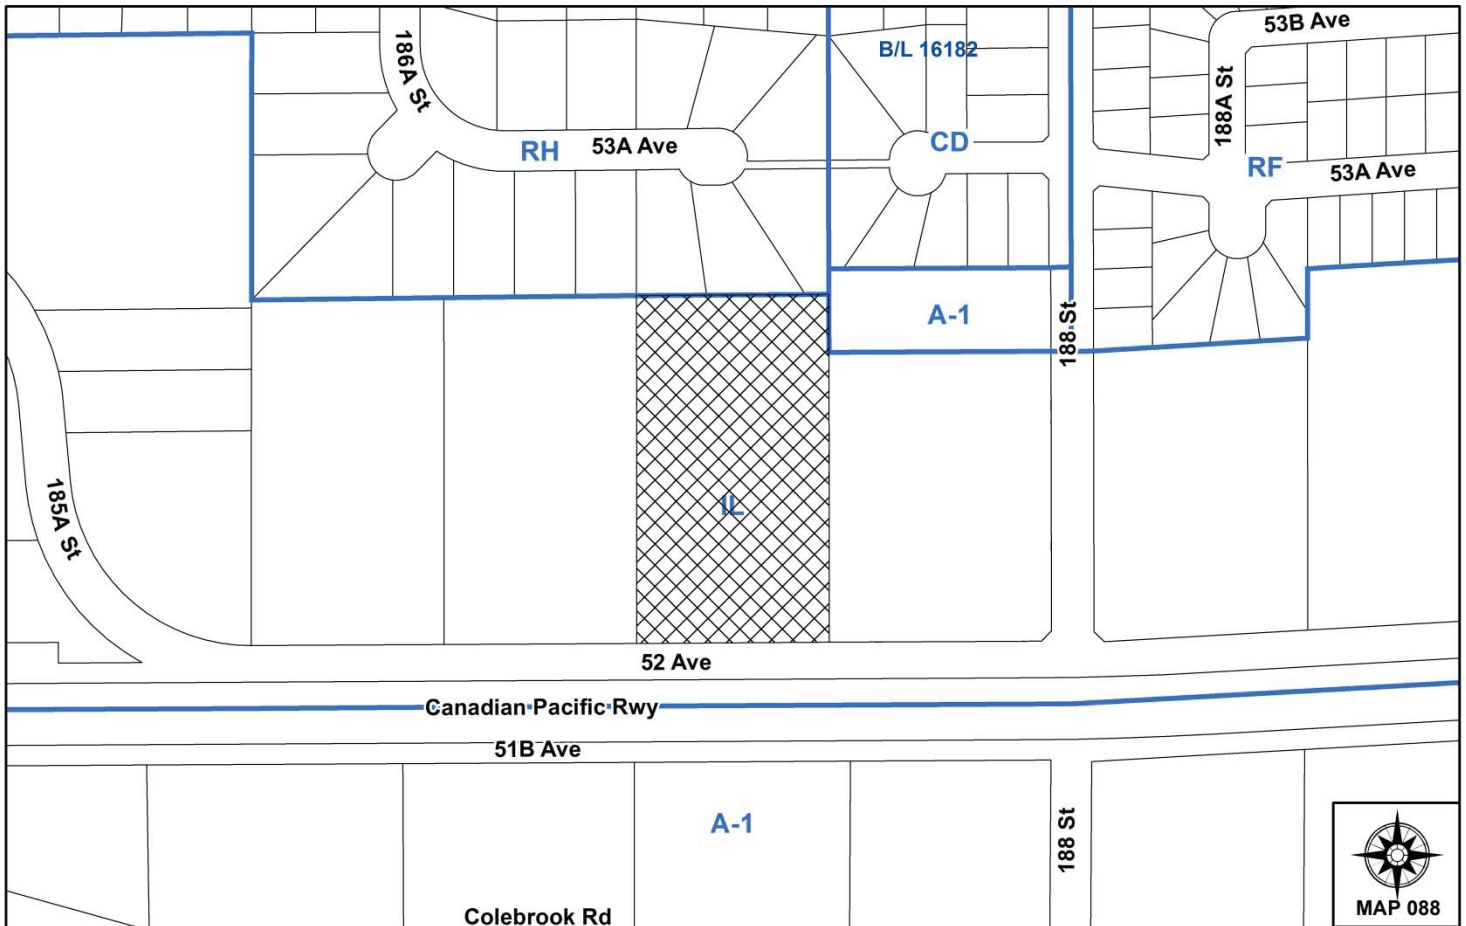 53B Ave
186A St
B/L 16182
188A St
RH
53A Ave
CD
RF
53A Ave
A-1
188 St
IL
185A St
52 Ave
Canadian Pacific Rwy
51B Ave
A-1
188 St
Colebrook Rd
MAP 088